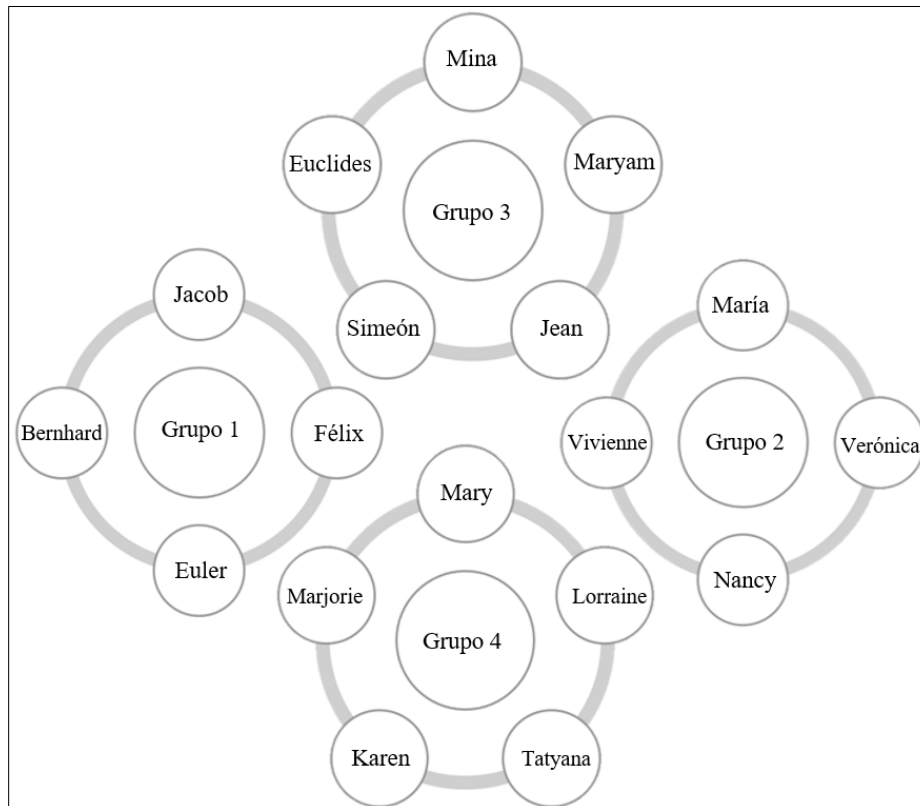 Mina
Euclides
Maryam
Grupo 3
Simeón
Jean
Jacob
Bernhard
Grupo 1
Félix
Euler
María
Vivienne
Grupo 2
Verónica
Nancy
Mary
Marjorie
Lorraine
Grupo 4
Karen
Tatyana